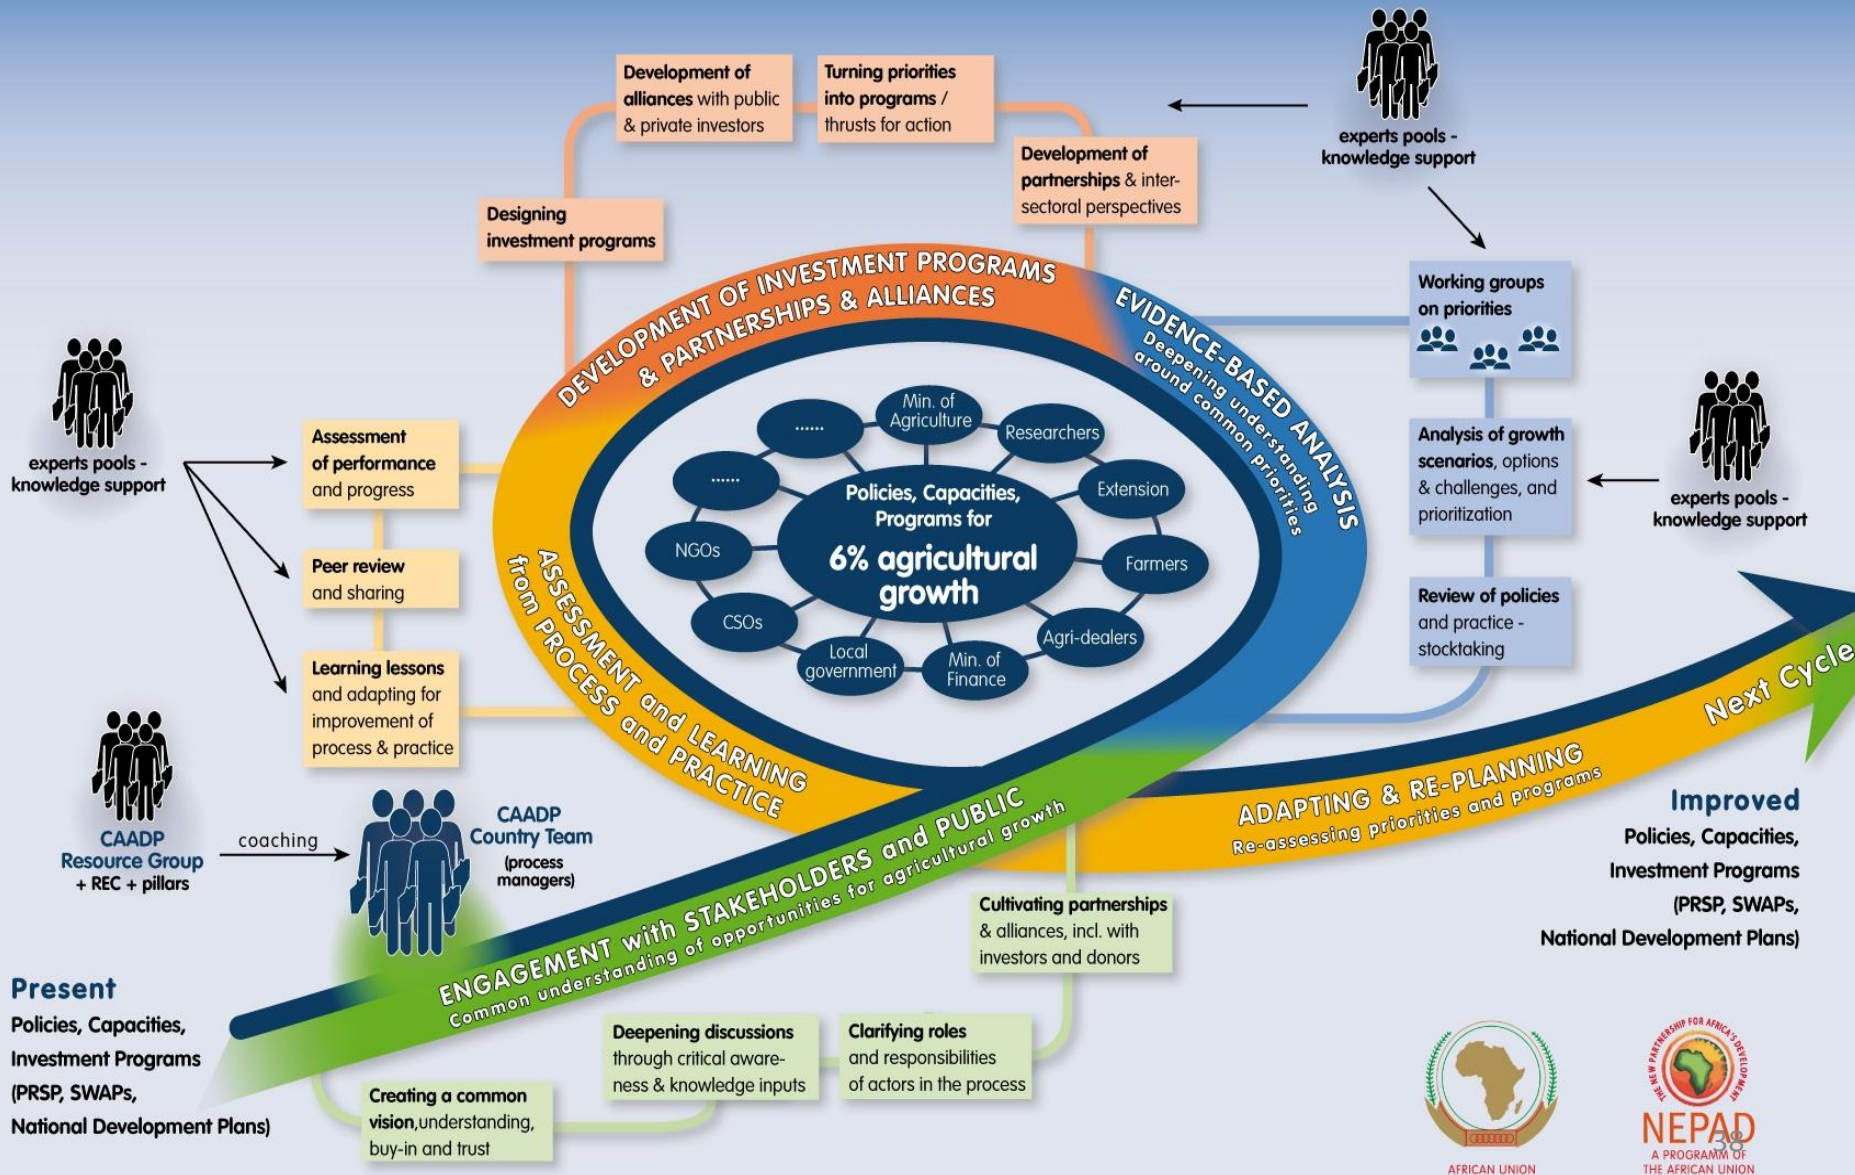 Development of
alliances with public
& private investors
Turning priorities
into programs /
thrusts for action
Development of
partnerships & inter-
sectoral perspectives
Designing
investment programs
experts pools -
knowledge support
DEVELOPMENT OF INVESTMENT PROGRAMS
& PARTNERSHIPS & ALLIANCES
EVIDENCE-BASED ANALYSIS
Deepening understanding
around common priorities
Working groups
on priorities
Analysis of growth
scenarios, options
& challenges, and
prioritization
Review of policies
and practice -
stocktaking
experts pools -
knowledge support
experts pools -
knowledge support
Assessment
of performance
and progress
Peer review
and sharing
Learning lessons
and adapting for
improvement of
process & practice
ASSESSMENT and LEARNING
from PROCESS and PRACTICE
Min. of
Agriculture
Researchers
Extension
Farmers
Agri-dealers
Min. of
Finance
Local
government
CSOs
NGOs
......
......
Policies, Capacities,
Programs for
6% agricultural
growth
CAADP
Resource Group
+ REC + pillars
coaching
CAADP
Country Team
(process
managers)
ENGAGEMENT with STAKEHOLDERS and PUBLIC
Common understanding of opportunities for agricultural growth
ADAPTING & RE-PLANNING
Re-assessing priorities and programs
Next Cycle
Improved
Policies, Capacities,
Investment Programs
(PRSP, SWAPs,
National Development Plans)
Present
Policies, Capacities,
Investment Programs
(PRSP, SWAPs,
National Development Plans)
Creating a common
vision,understanding,
buy-in and trust
Deepening discussions
through critical aware-
ness & knowledge inputs
Clarifying roles
and responsibilities
of actors in the process
Cultivating partnerships
& alliances, incl. with
investors and donors
AFRICAN UNION
THE NEW PARTNERSHIP FOR AFRICA'S DEVELOPMENT
NEPAD
38
A PROGRAMM OF
THE AFRICAN UNION